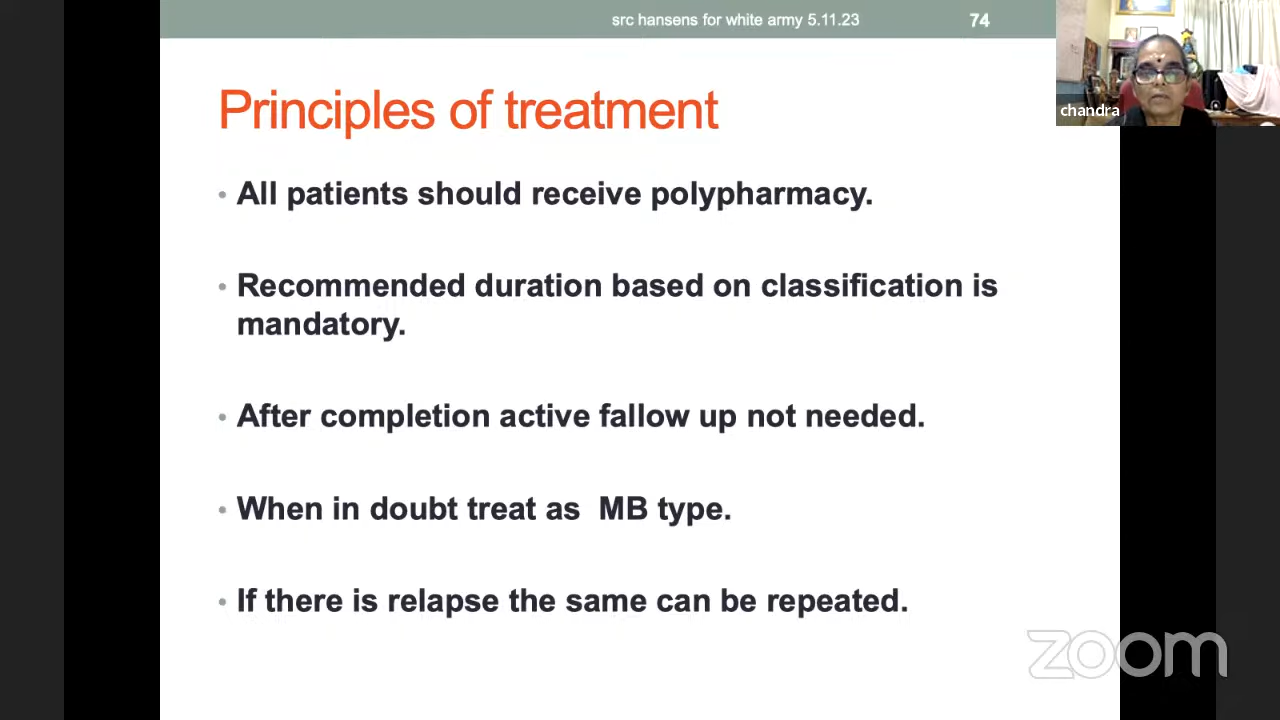 src hansens for white army 5.11.23
74
chandra
Principles of treatment
• All patients should receive polypharmacy.
• Recommended duration based on classification is
mandatory.
• After completion active fallow up not needed.
• When in doubt treat as MB type.
• If there is relapse the same can be repeated.
zoom